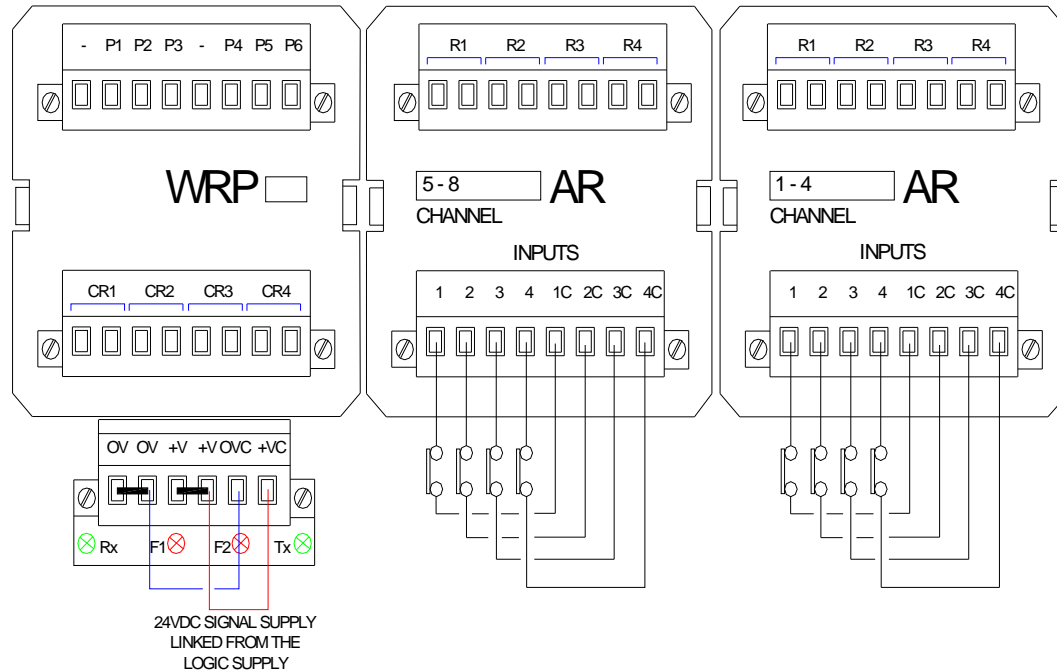 - P1 P2 P3 - P4 P5 P6
WRP
CR1 CR2 CR3 CR4
OV OV +V +V OVC +VC
Rx F1 F2 Tx
24VDC SIGNAL SUPPLY
LINKED FROM THE
LOGIC SUPPLY
R1 R2 R3 R4
5 - 8 AR
CHANNEL
INPUTS
1 2 3 4 1C 2C 3C 4C
R1 R2 R3 R4
1 - 4 AR
CHANNEL
INPUTS
1 2 3 4 1C 2C 3C 4C